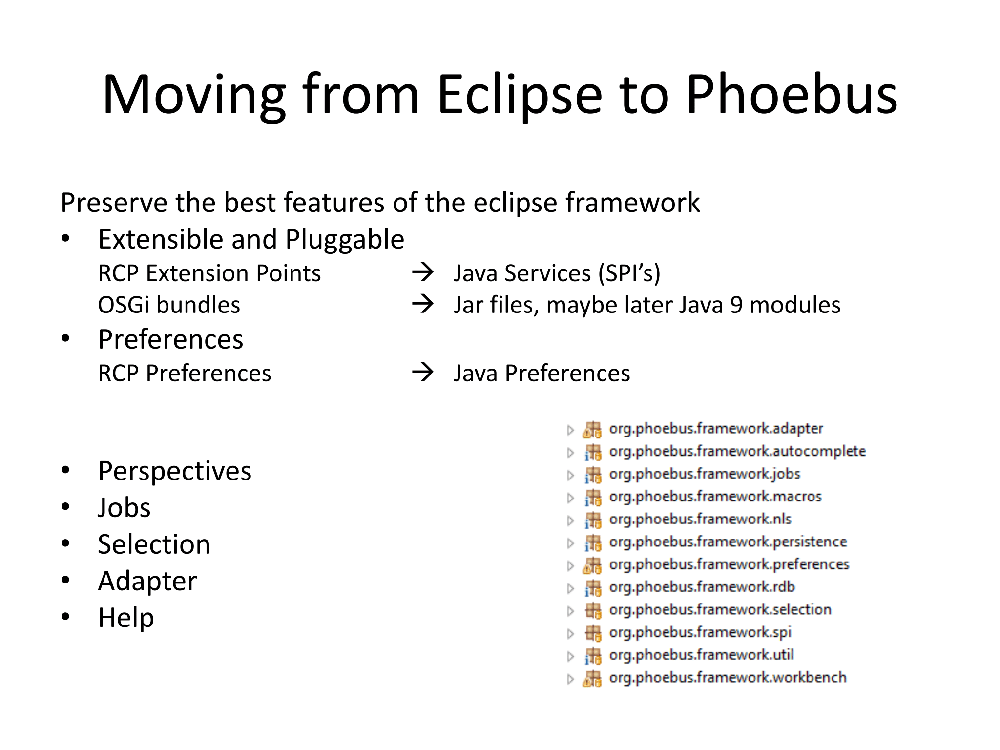 Moving from Eclipse to Phoebus
Preserve the best features of the eclipse framework
• Extensible and Pluggable
RCP Extension Points → Java Services (SPI’s)
OSGi bundles → Jar files, maybe later Java 9 modules
• Preferences
RCP Preferences → Java Preferences
• Perspectives
• Jobs
• Selection
• Adapter
• Help
org.phoebus.framework.adapter
org.phoebus.framework.autocomplete
org.phoebus.framework.jobs
org.phoebus.framework.macros
org.phoebus.framework.nls
org.phoebus.framework.persistence
org.phoebus.framework.preferences
org.phoebus.framework.rdb
org.phoebus.framework.selection
org.phoebus.framework.spi
org.phoebus.framework.util
org.phoebus.framework.workbench